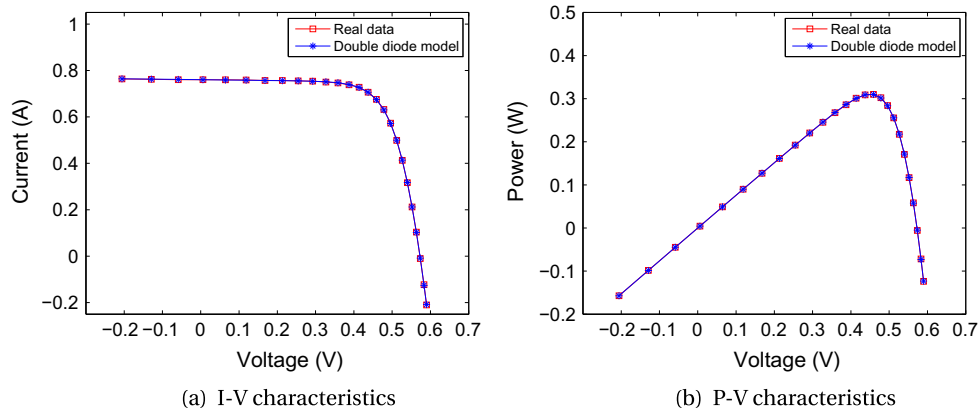 1
0.8
0.6
0.4
0.2
0
−0.2
Current (A)
−0.2 −0.1 0 0.1 0.2 0.3 0.4 0.5 0.6 0.7
Voltage (V)
Real data
Double diode model
(a) I-V characteristics
0.5
0.4
0.3
0.2
0.1
0
−0.1
−0.2
Power (W)
−0.2 −0.1 0 0.1 0.2 0.3 0.4 0.5 0.6 0.7
Voltage (V)
Real data
Double diode model
(b) P-V characteristics